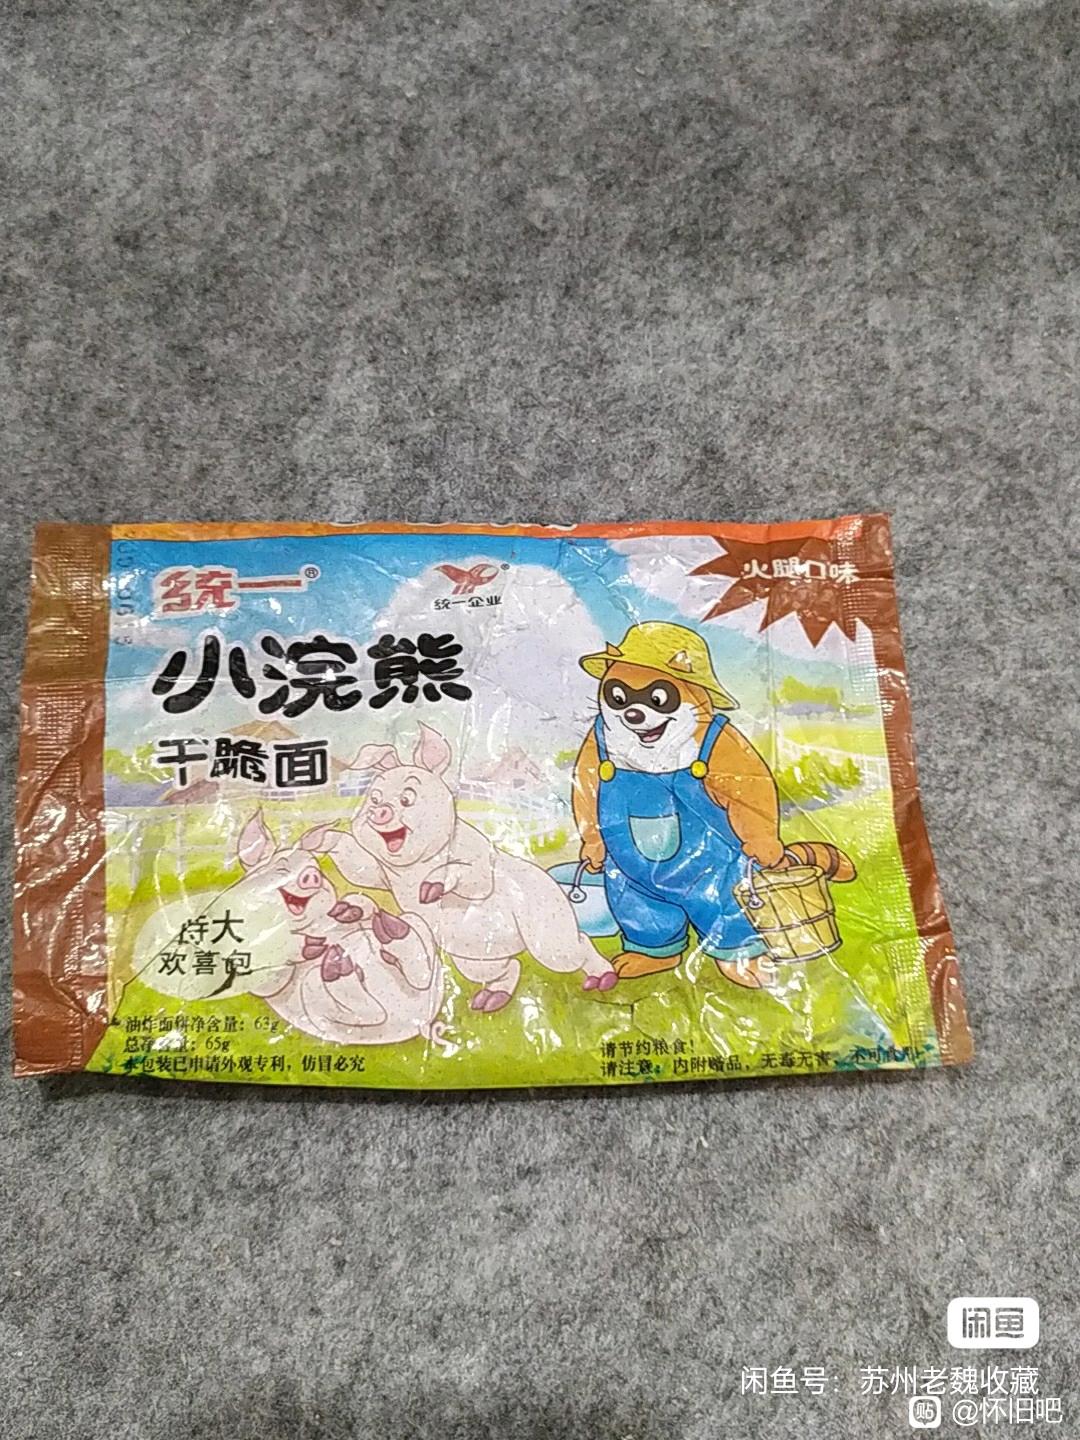 火腿口味
统一®
统一企业®
小浣熊
干脆面
特大
欢喜包
油炸面饼净含量：63g
总净含量：65g
本包装已申请外观专利，仿冒必究
请节约粮食！
请注意：内附赠品，无毒无害，不可食用！
闲鱼
闲鱼号：苏州老魏收藏
贴 @怀旧吧